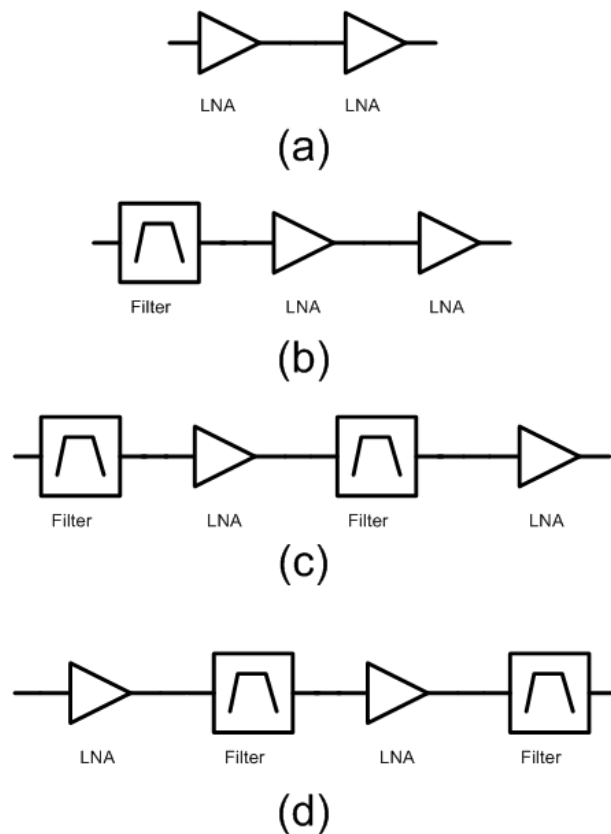 LNA LNA
(a)
Filter LNA LNA
(b)
Filter LNA Filter LNA
(c)
LNA Filter LNA Filter
(d)